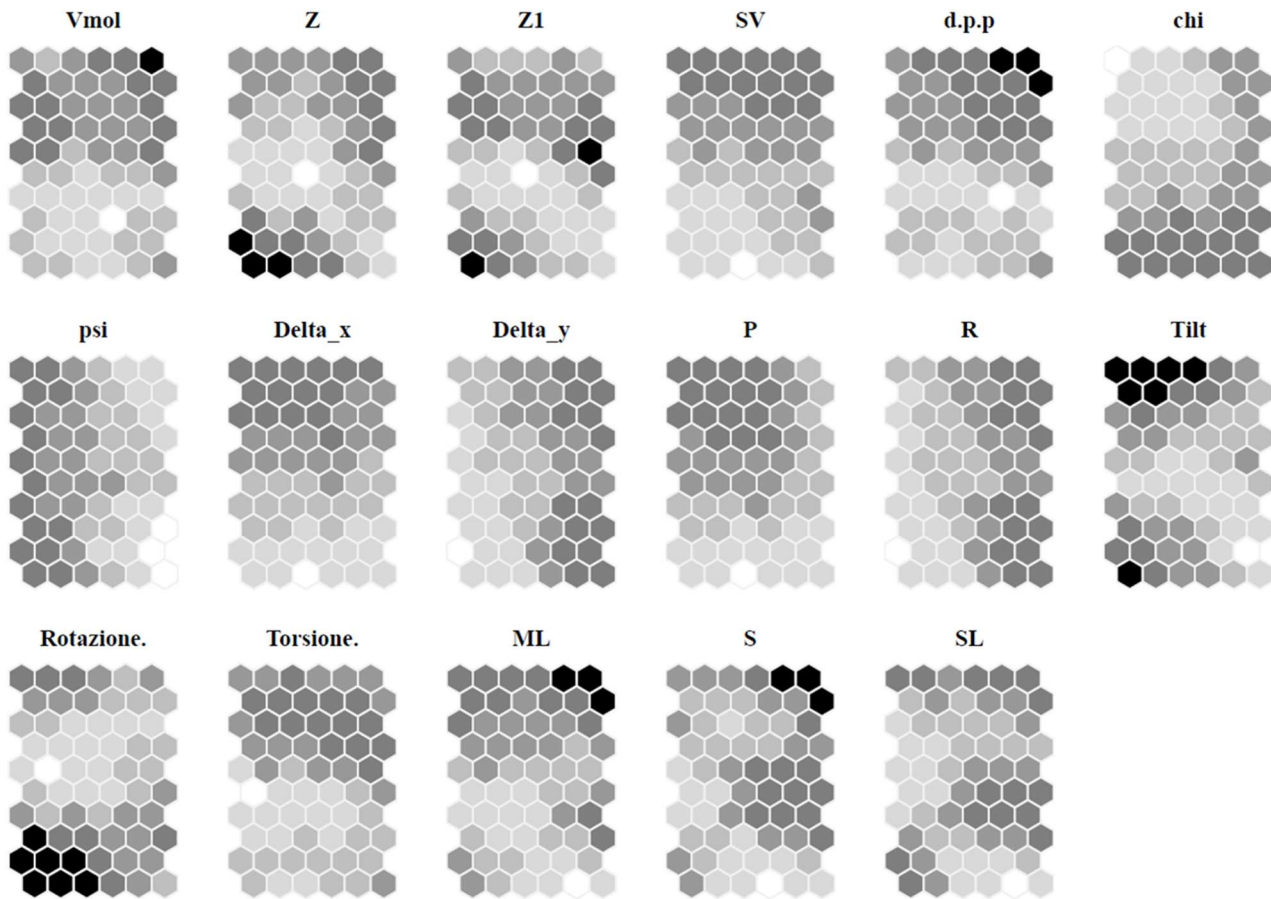 Vmol Z Z1 SV d.p.p chi
psi Delta_x Delta_y P R Tilt
Rotazione. Torsione. ML S SL